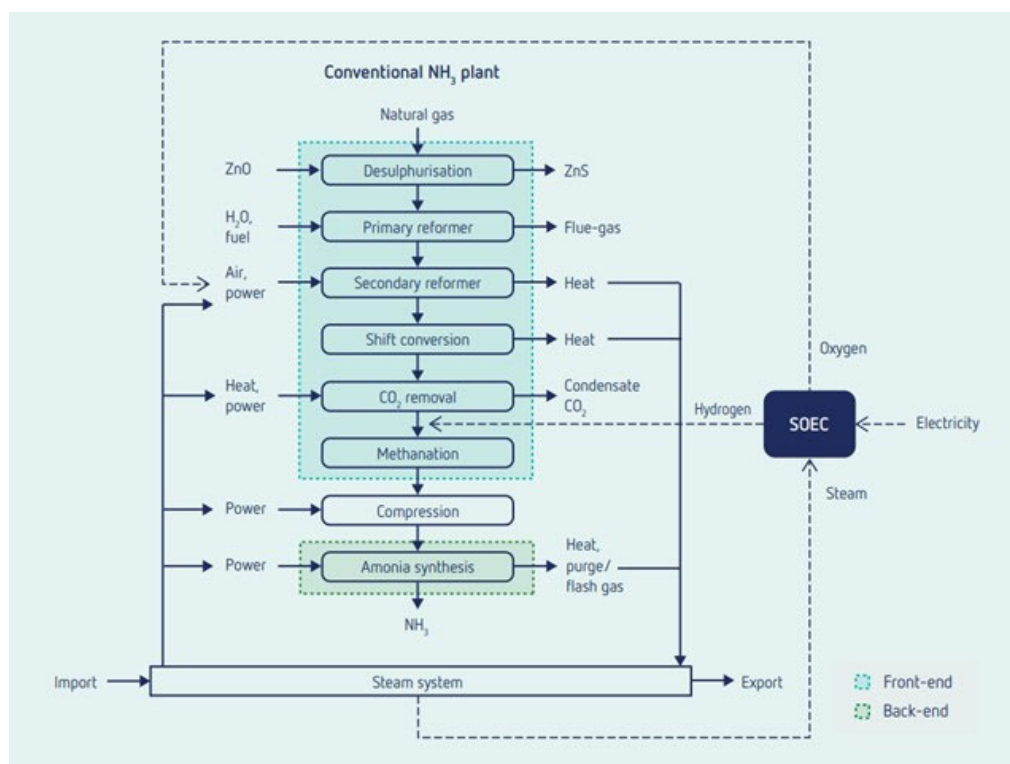 Conventional NH₃ plant
Natural gas
ZnO
Desulphurisation
ZnS
H₂O,
fuel
Primary reformer
Flue-gas
Air,
power
Secondary reformer
Heat
Shift conversion
Heat
Oxygen
Heat,
power
CO₂ removal
Condensate
CO₂
Hydrogen
SOEC
Electricity
Methanation
Steam
Power
Compression
Power
Amonia synthesis
Heat,
purge/
flash gas
NH₃
Import
Steam system
Export
Front-end
Back-end